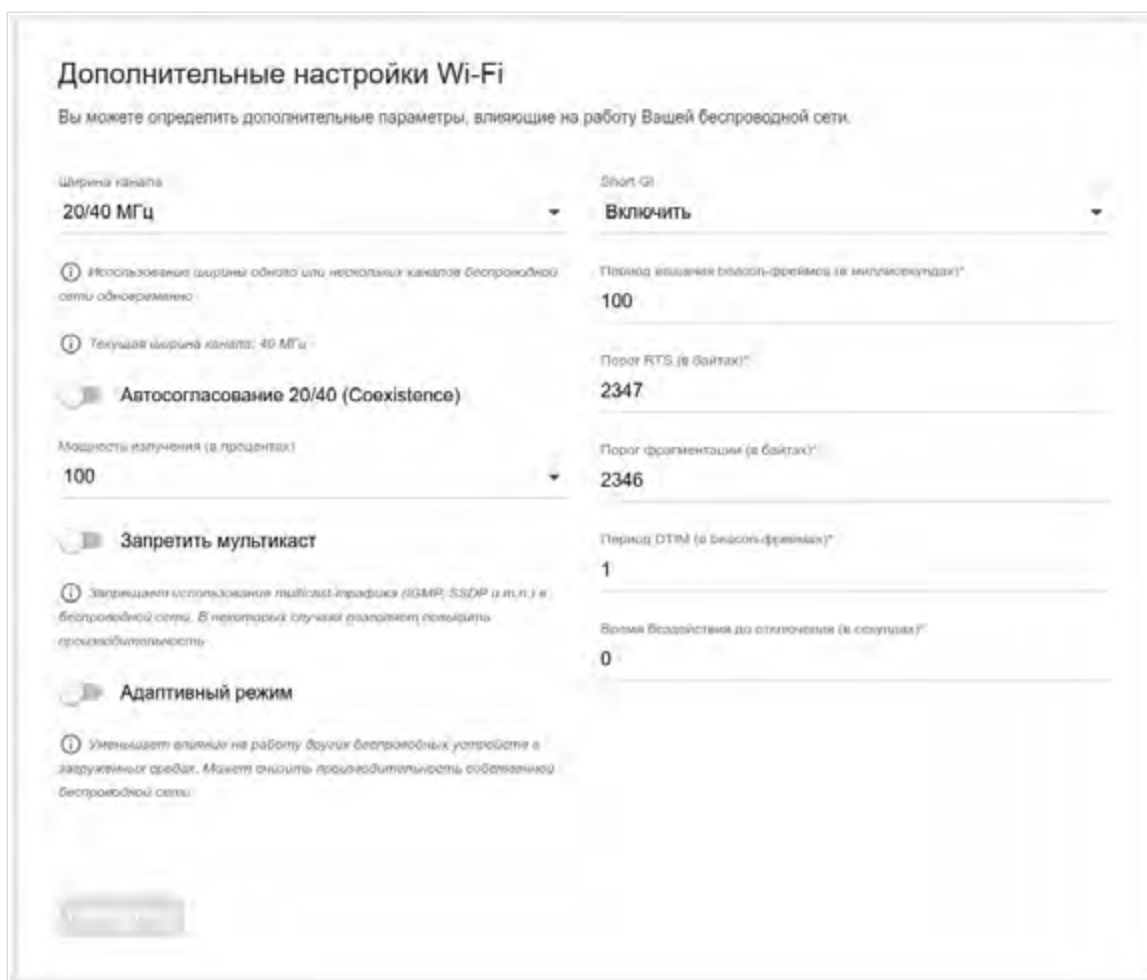 Дополнительные настройки Wi-Fi
Вы можете определить дополнительные параметры, влияющие на работу Вашей беспроводной сети.
Ширина канала
20/40 МГц
Использование ширины одного или нескольких каналов беспроводной
сети одновременно
Текущая ширина канала: 40 МГц
Автосогласование 20/40 (Coexistence)
Мощность излучения (в процентах)
100
Запретить мультикаст
Запрещает использование multicast-трафика (IGMP, SSDP и т.п.) в
беспроводной сети. В некоторых случаях позволяет повысить
производительность
Адаптивный режим
Уменьшает влияние на работу других беспроводных устройств в
загруженных средах. Может снизить производительность собственной
беспроводной сети
Short GI
Включить
Период вещания beacon-фреймов (в миллисекундах)*
100
Порог RTS (в байтах)*
2347
Порог фрагментации (в байтах)*
2346
Период DTIM (в beacon-фреймах)*
1
Время бездействия до отключения (в секундах)*
0